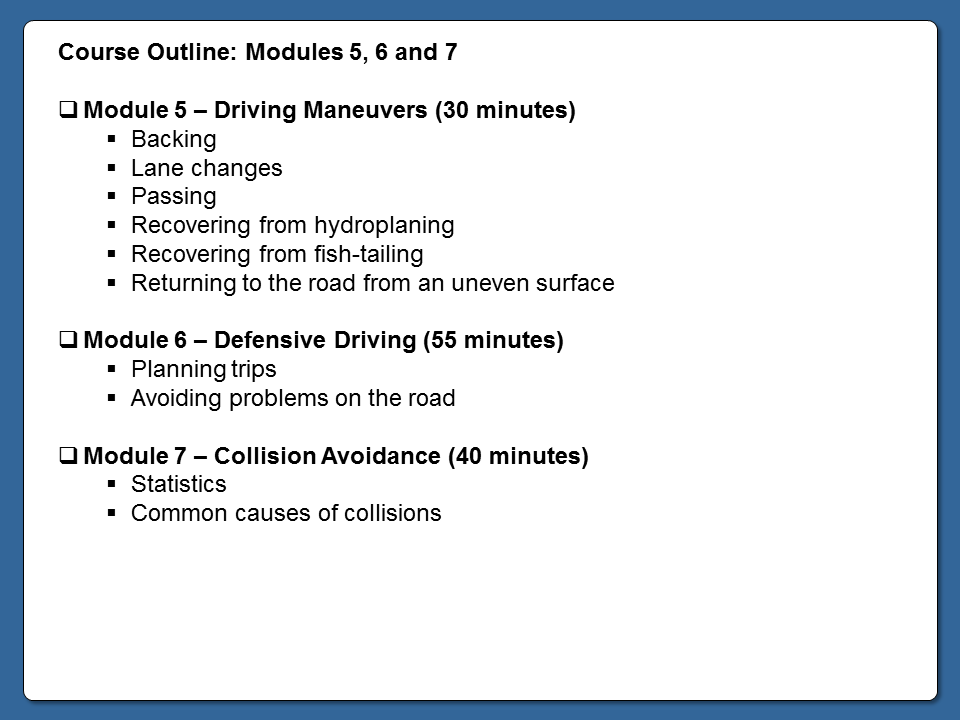 Course Outline: Modules 5, 6 and 7
❑ Module 5 – Driving Maneuvers (30 minutes)
▪ Backing
▪ Lane changes
▪ Passing
▪ Recovering from hydroplaning
▪ Recovering from fish-tailing
▪ Returning to the road from an uneven surface
❑ Module 6 – Defensive Driving (55 minutes)
▪ Planning trips
▪ Avoiding problems on the road
❑ Module 7 – Collision Avoidance (40 minutes)
▪ Statistics
▪ Common causes of collisions